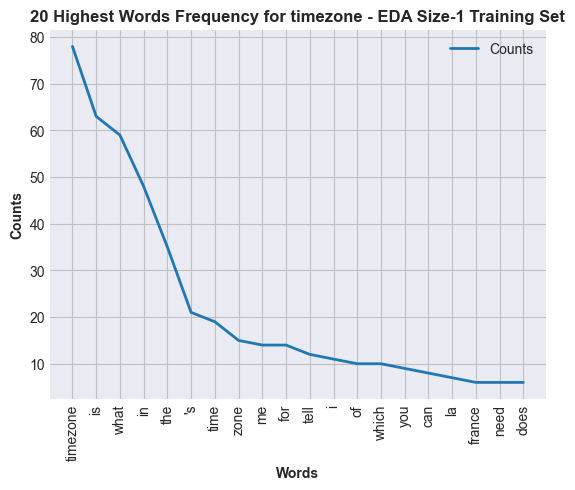 20 Highest Words Frequency for timezone - EDA Size-1 Training Set
Counts
80
70
60
50
40
30
20
10
Counts
timezone
is
what
in
the
's
time
zone
me
for
tell
i
of
which
you
can
la
france
need
does
Words